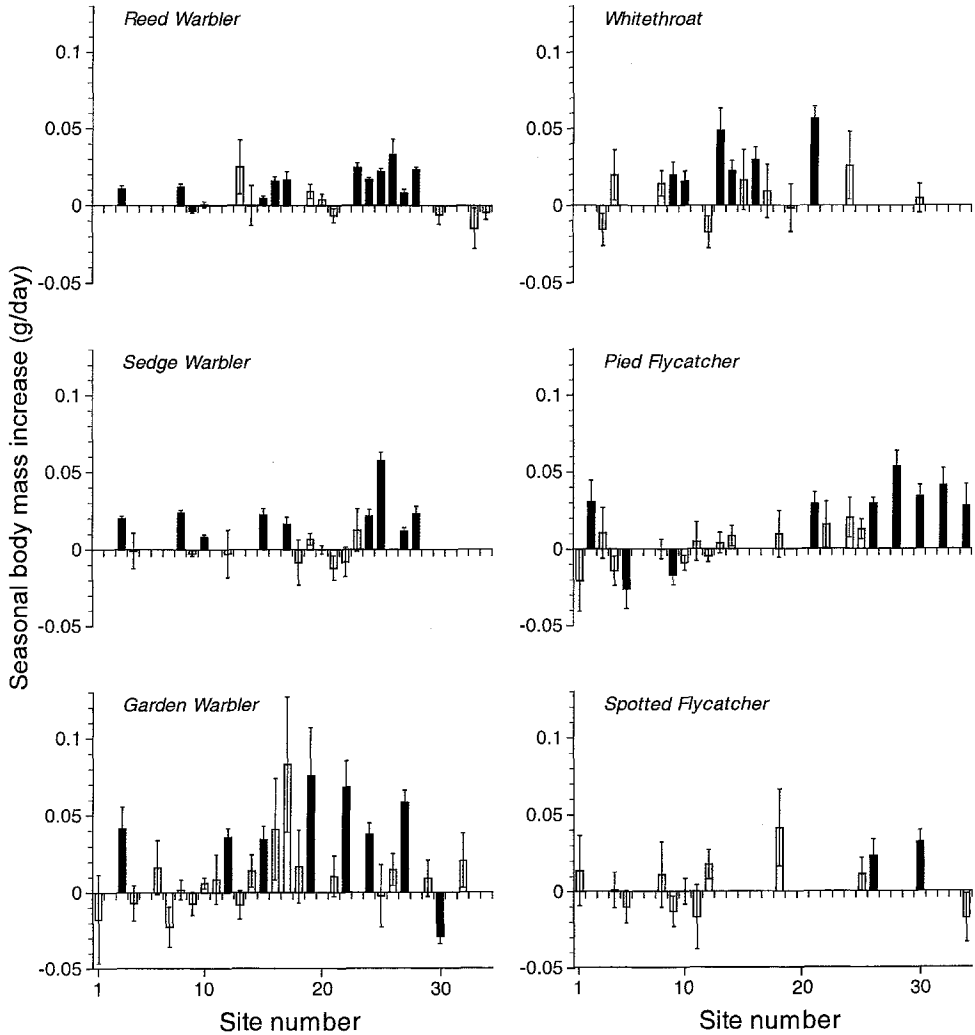 Seasonal body mass increase (g/day)
Reed Warbler
0.1
0.05
0
-0.05
Whitethroat
0.1
0.05
0
-0.05
Sedge Warbler
0.1
0.05
0
-0.05
Pied Flycatcher
0.1
0.05
0
-0.05
Garden Warbler
0.1
0.05
0
-0.05
1 10 20 30
Site number
Spotted Flycatcher
0.1
0.05
0
-0.05
1 10 20 30
Site number